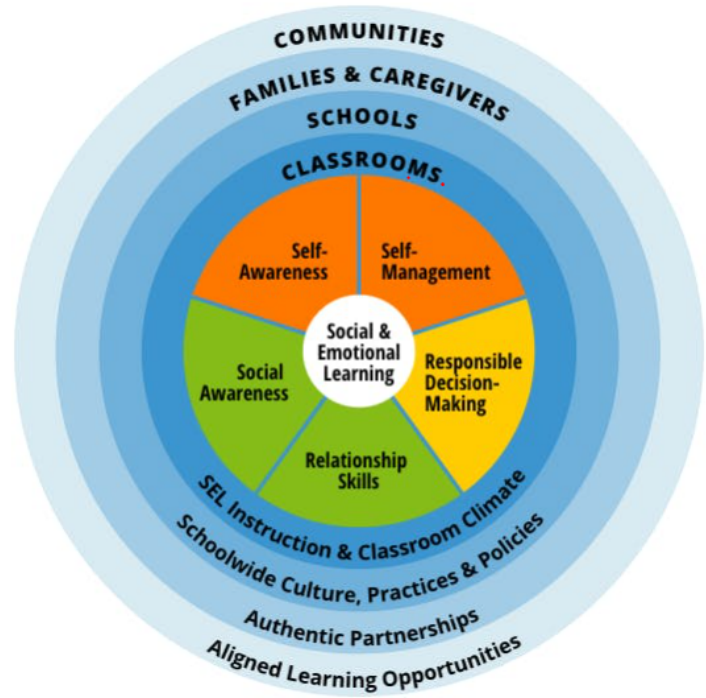 COMMUNITIES
FAMILIES & CAREGIVERS
SCHOOLS
CLASSROOMS
Self-
Awareness
Self-
Management
Social &
Emotional
Learning
Social
Awareness
Responsible
Decision-
Making
Relationship
Skills
SEL Instruction & Classroom Climate
Schoolwide Culture, Practices & Policies
Authentic Partnerships
Aligned Learning Opportunities